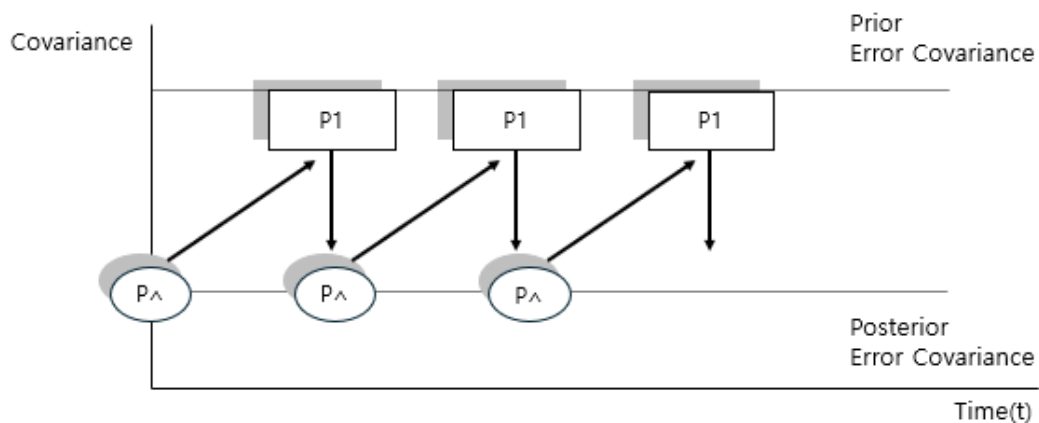 Prior
Error Covariance
Covariance
P1 P1 P1
P^ P^ P^
Posterior
Error Covariance
Time(t)